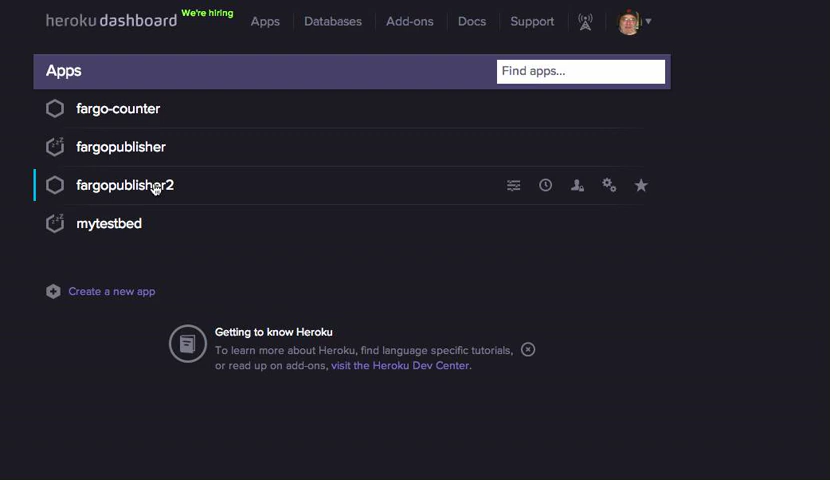 heroku dashboard We're hiring Apps Databases Add-ons Docs Support
Apps Find apps...
fargo-counter
fargopublisher
fargopublisher2
mytestbed
Create a new app
Getting to know Heroku
To learn more about Heroku, find language specific tutorials,
or read up on add-ons, visit the Heroku Dev Center.